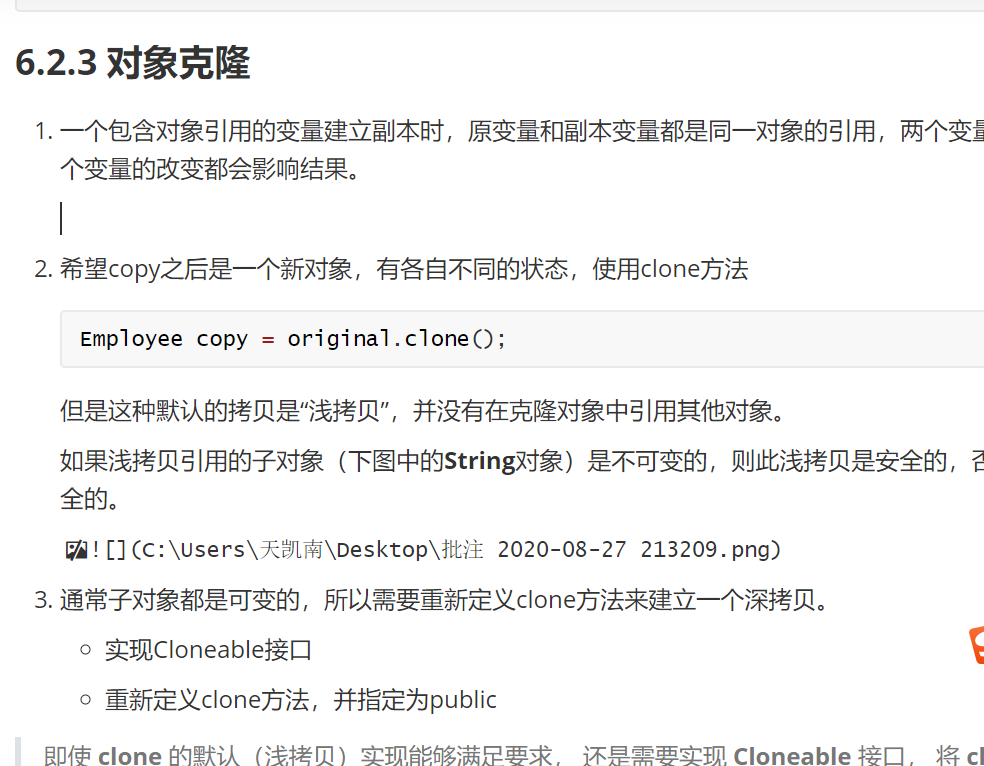 6.2.3 对象克隆
1. 一个包含对象引用的变量建立副本时，原变量和副本变量都是同一对象的引用，两个变量
个变量的改变都会影响结果。
2. 希望copy之后是一个新对象，有各自不同的状态，使用clone方法
Employee copy = original.clone();
但是这种默认的拷贝是“浅拷贝”，并没有在克隆对象中引用其他对象。
如果浅拷贝引用的子对象（下图中的String对象）是不可变的，则此浅拷贝是安全的，否
全的。
![](C:\Users\天凯南\Desktop\批注 2020-08-27 213209.png)
3. 通常子对象都是可变的，所以需要重新定义clone方法来建立一个深拷贝。
○ 实现Cloneable接口
○ 重新定义clone方法，并指定为public
即使 clone 的默认（浅拷贝）实现能够满足要求， 还是需要实现 Cloneable 接口， 将 cl